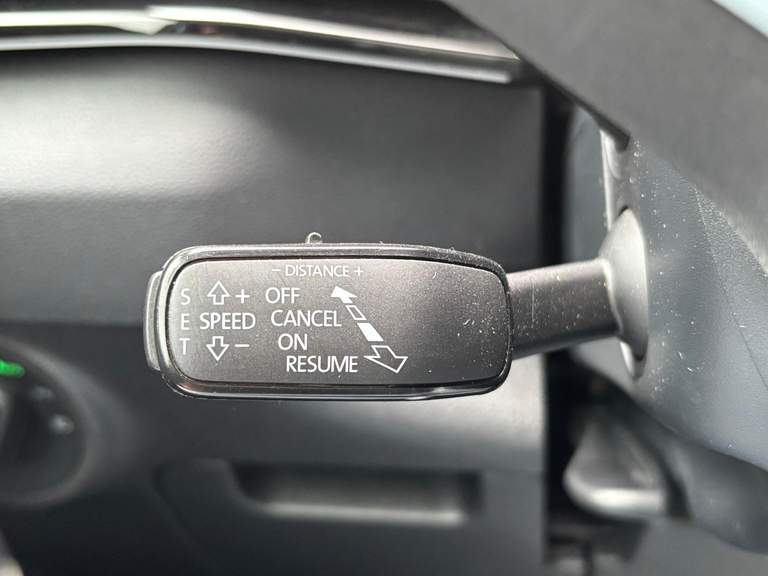 − DISTANCE +
S + OFF
E SPEED CANCEL
T − ON
RESUME